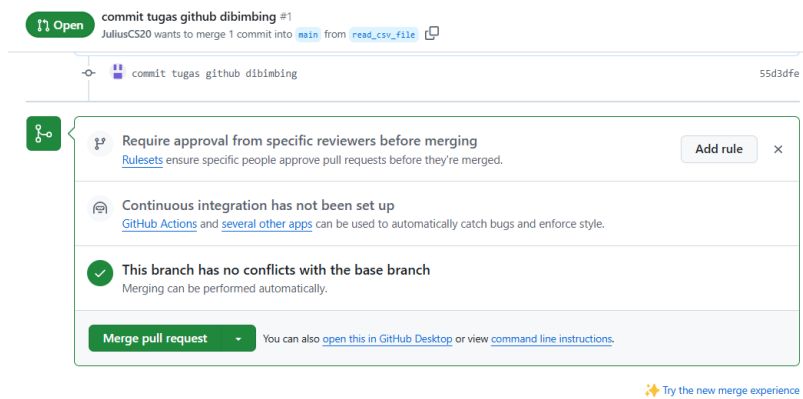 Open
commit tugas github dibimbing #1
JuliusCS20 wants to merge 1 commit into main from read_csv_file
commit tugas github dibimbing 55d3dfe
Require approval from specific reviewers before merging
Rulesets ensure specific people approve pull requests before they're merged.
Add rule
Continuous integration has not been set up
GitHub Actions and several other apps can be used to automatically catch bugs and enforce style.
This branch has no conflicts with the base branch
Merging can be performed automatically.
Merge pull request
You can also open this in GitHub Desktop or view command line instructions.
Try the new merge experience